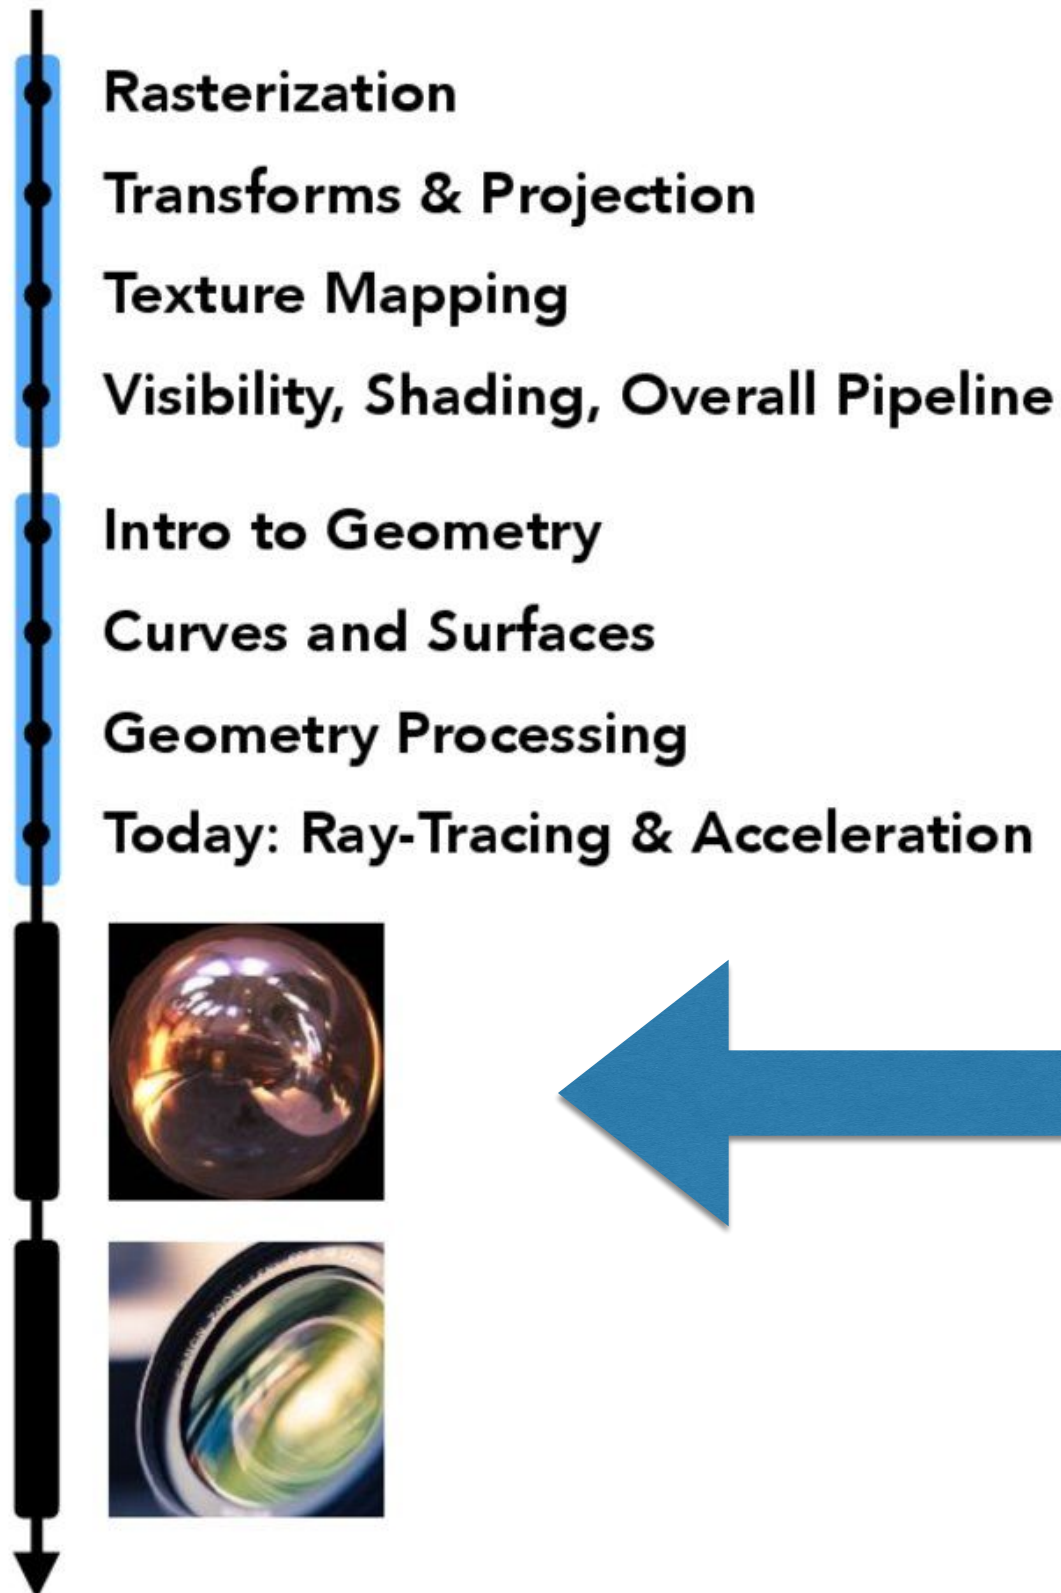 Rasterization
Transforms & Projection
Texture Mapping
Visibility, Shading, Overall Pipeline
Intro to Geometry
Curves and Surfaces
Geometry Processing
Today: Ray-Tracing & Acceleration